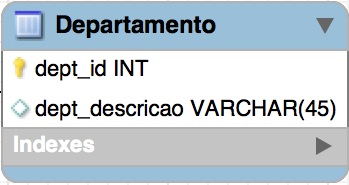 Departamento
dept_id INT
dept_descricao VARCHAR(45)
Indexes